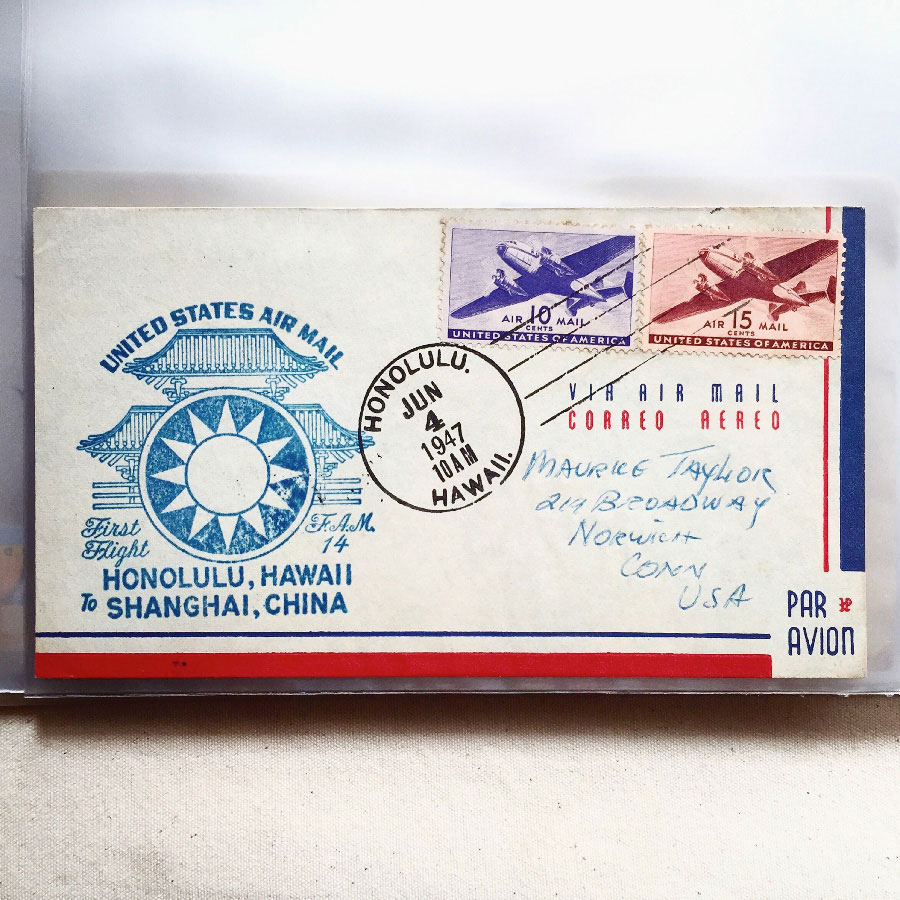 UNITED STATES AIR MAIL
First Flight
F.A.M. 14
HONOLULU, HAWAII
To SHANGHAI, CHINA
AIR 10 MAIL
CENTS
UNITED STATES OF AMERICA
AIR 15 MAIL
CENTS
UNITED STATES OF AMERICA
HONOLULU.
JUN
4
1947
10 AM
HAWAII.
VIA AIR MAIL
CORREO AEREO
MAURICE TAYLOR
BROADWAY
NORWICH
CONN
USA
PAR
AVION